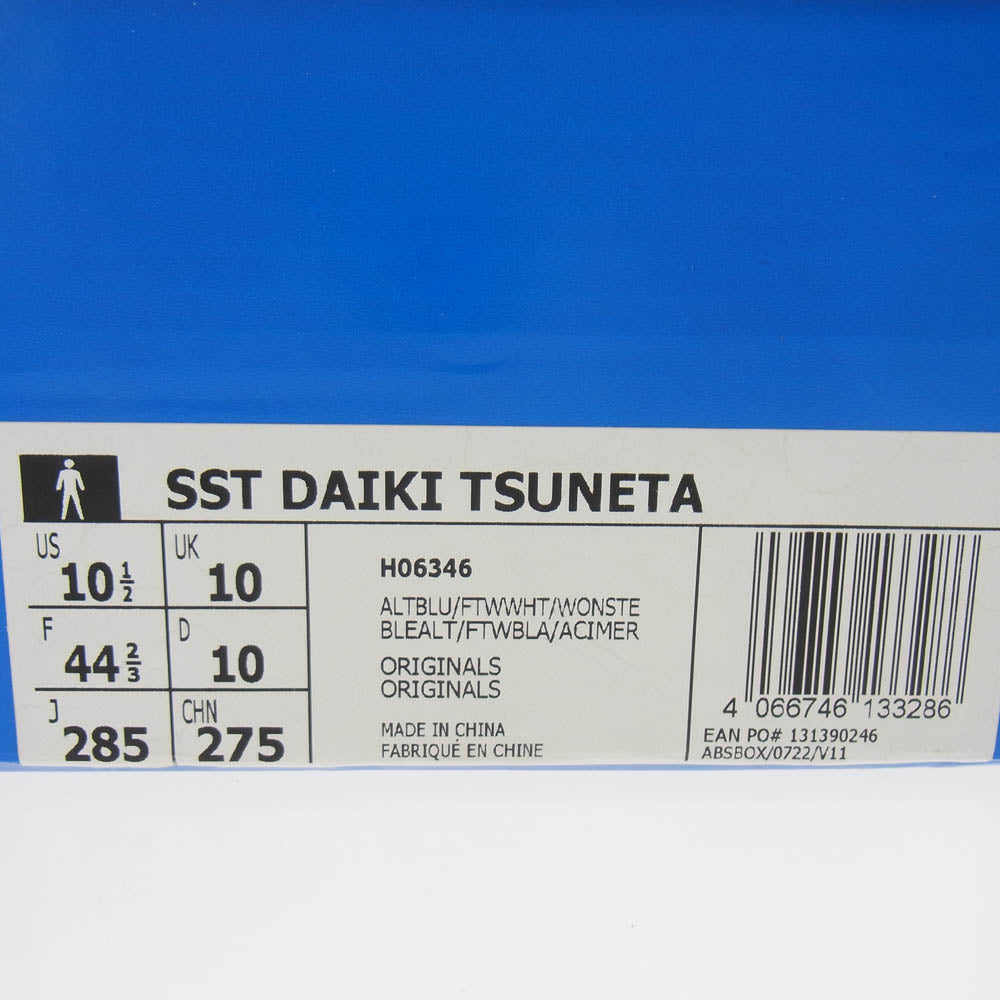 SST DAIKI TSUNETA
US 10 1/2
UK 10
F 44 2/3
D 10
J 285
CHN 275
H06346
ALTBLU/FTWWHT/WONSTE
BLEALT/FTWBLA/ACIMER
ORIGINALS
ORIGINALS
MADE IN CHINA
FABRIQUÉ EN CHINE
4 066746 133286
EAN PO# 131390246
ABSBOX/0722/V11